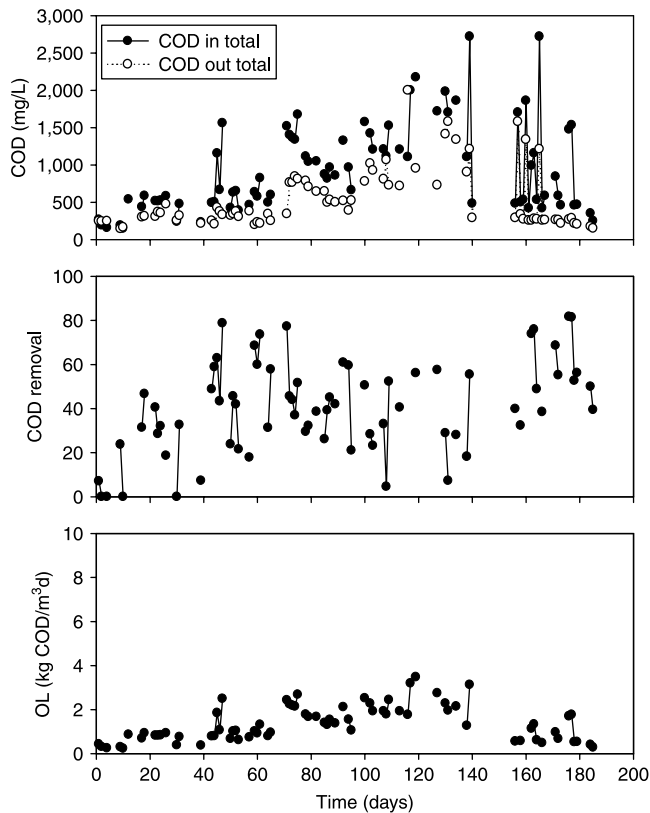 COD in total
COD out total
3,000
2,500
2,000
1,500
1,000
500
0
COD (mg/L)
100
80
60
40
20
0
COD removal
10
8
6
4
2
0
OL (kg COD/m³d)
0 20 40 60 80 100 120 140 160 180 200
Time (days)